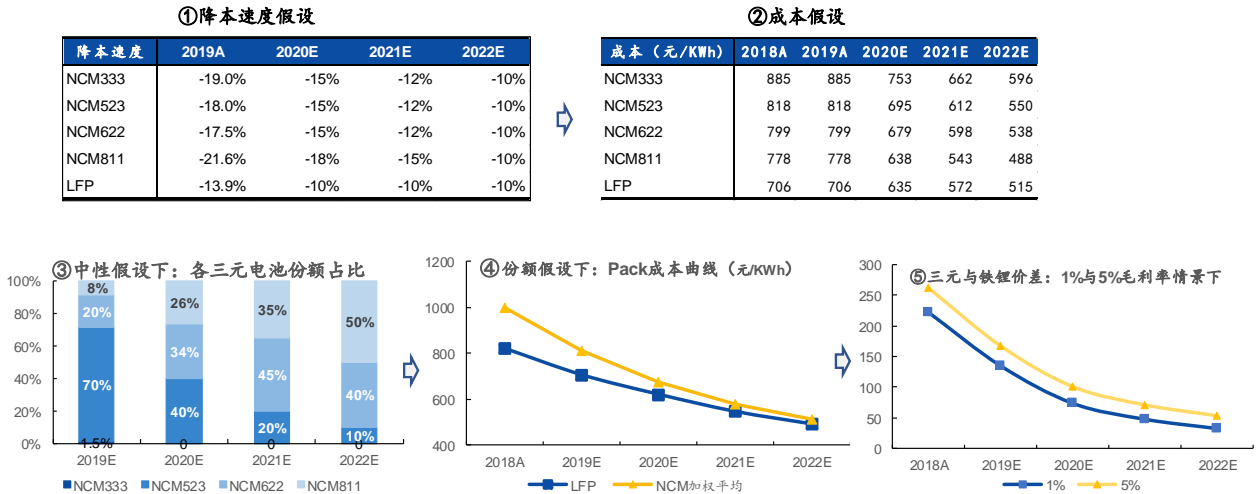 ①降本速度假设
降本速度 2019A 2020E 2021E 2022E
NCM333 -19.0% -15% -12% -10%
NCM523 -18.0% -15% -12% -10%
NCM622 -17.5% -15% -12% -10%
NCM811 -21.6% -18% -15% -10%
LFP -13.9% -10% -10% -10%
②成本假设
成本（元/KWh） 2018A 2019A 2020E 2021E 2022E
NCM333 885 885 753 662 596
NCM523 818 818 695 612 550
NCM622 799 799 679 598 538
NCM811 778 778 638 543 488
LFP 706 706 635 572 515
③中性假设下：各三元电池份额占比
100%
80%
60%
40%
20%
0%
8%
20%
70%
1.5%
26%
34%
40%
0
35%
45%
20%
0
50%
40%
10%
0
2019E 2020E 2021E 2022E
NCM333 NCM523 NCM622 NCM811
④份额假设下：Pack成本曲线（元/KWh）
1200
1000
800
600
400
2018A 2019E 2020E 2021E 2022E
LFP NCM加权平均
⑤三元与铁锂价差：1%与5%毛利率情景下
300
250
200
150
100
50
0
2018A 2019E 2020E 2021E 2022E
1% 5%